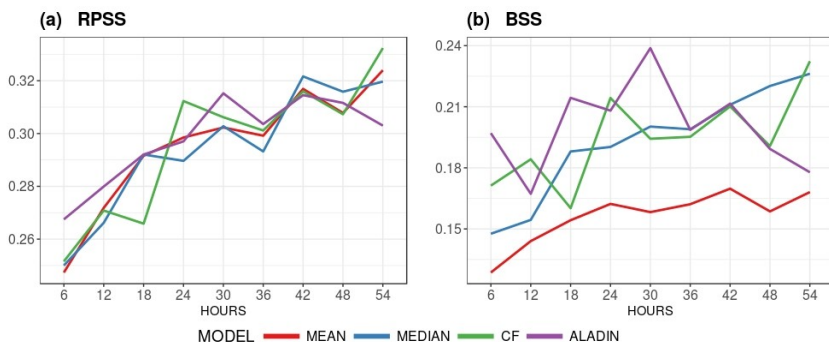 (a) RPSS
0.32
0.30
0.28
0.26
6 12 18 24 30 36 42 48 54
HOURS
(b) BSS
0.24
0.21
0.18
0.15
6 12 18 24 30 36 42 48 54
HOURS
MODEL MEAN MEDIAN CF ALADIN